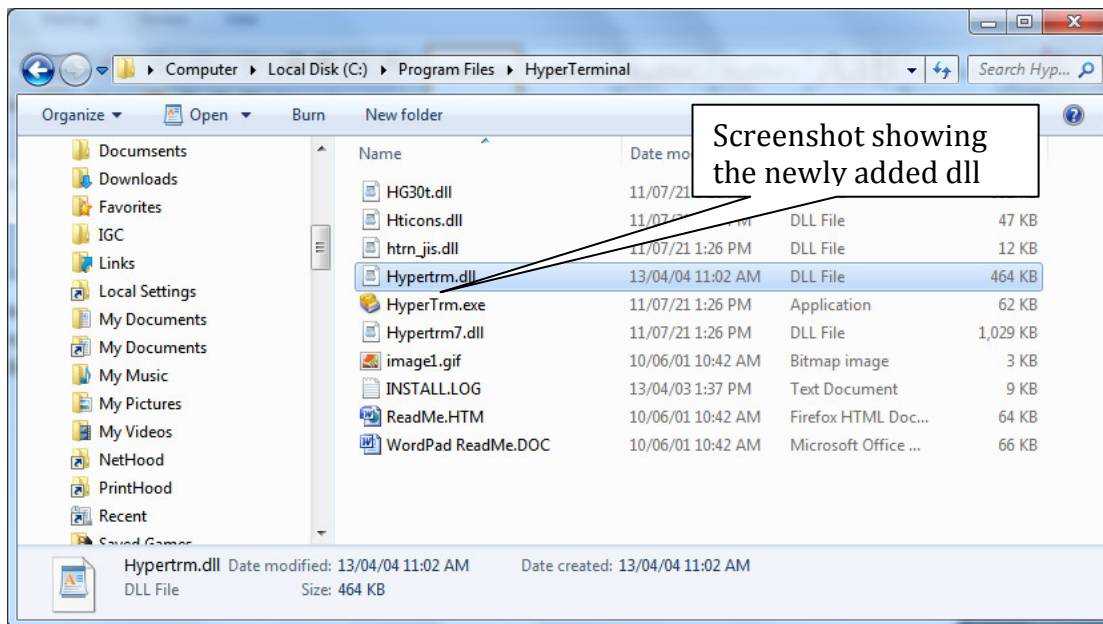 Computer ▸ Local Disk (C:) ▸ Program Files ▸ HyperTerminal
Search Hyp...
Organize Open Burn New folder
Screenshot showing
the newly added dll
Documsents
Downloads
Favorites
IGC
Links
Local Settings
My Documents
My Documents
My Music
My Pictures
My Videos
NetHood
PrintHood
Recent
Saved Games
Name Date mo
HG30t.dll 11/07/21
Hticons.dll 11/07/21 DLL File 47 KB
htrn_jis.dll 11/07/21 1:26 PM DLL File 12 KB
Hypertrm.dll 13/04/04 11:02 AM DLL File 464 KB
HyperTrm.exe 11/07/21 1:26 PM Application 62 KB
Hypertrm7.dll 11/07/21 1:26 PM DLL File 1,029 KB
image1.gif 10/06/01 10:42 AM Bitmap image 3 KB
INSTALL.LOG 13/04/03 1:37 PM Text Document 9 KB
ReadMe.HTM 10/06/01 10:42 AM Firefox HTML Doc... 64 KB
WordPad ReadMe.DOC 10/06/01 10:42 AM Microsoft Office ... 66 KB
Hypertrm.dll Date modified: 13/04/04 11:02 AM Date created: 13/04/04 11:02 AM
DLL File Size: 464 KB